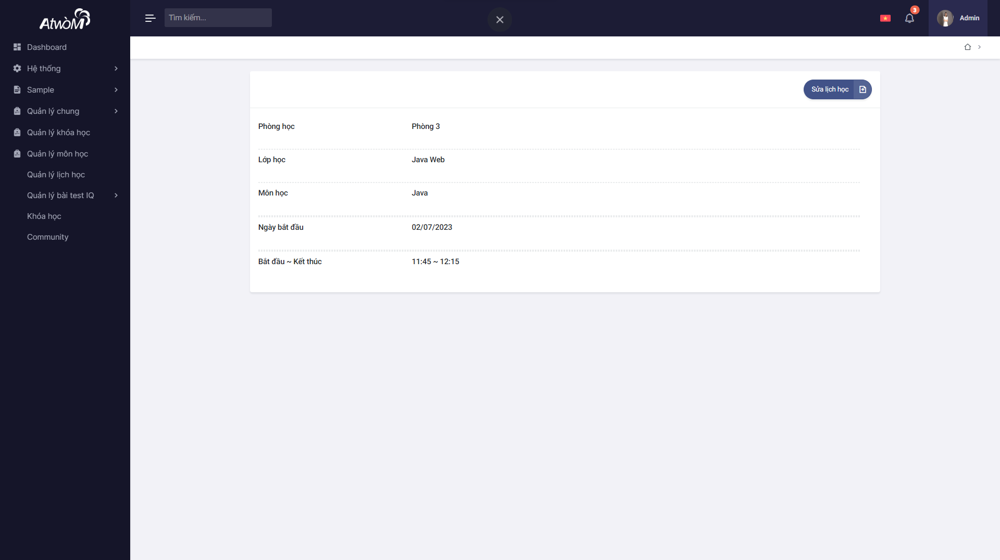 AtwòM
Dashboard
Hệ thống
Sample
Quản lý chung
Quản lý khóa học
Quản lý môn học
Quản lý lịch học
Quản lý bài test IQ
Khóa học
Community
Tìm kiếm...
3
Admin
Sửa lịch học
Phòng học Phòng 3
Lớp học Java Web
Môn học Java
Ngày bắt đầu 02/07/2023
Bắt đầu ~ Kết thúc 11:45 ~ 12:15